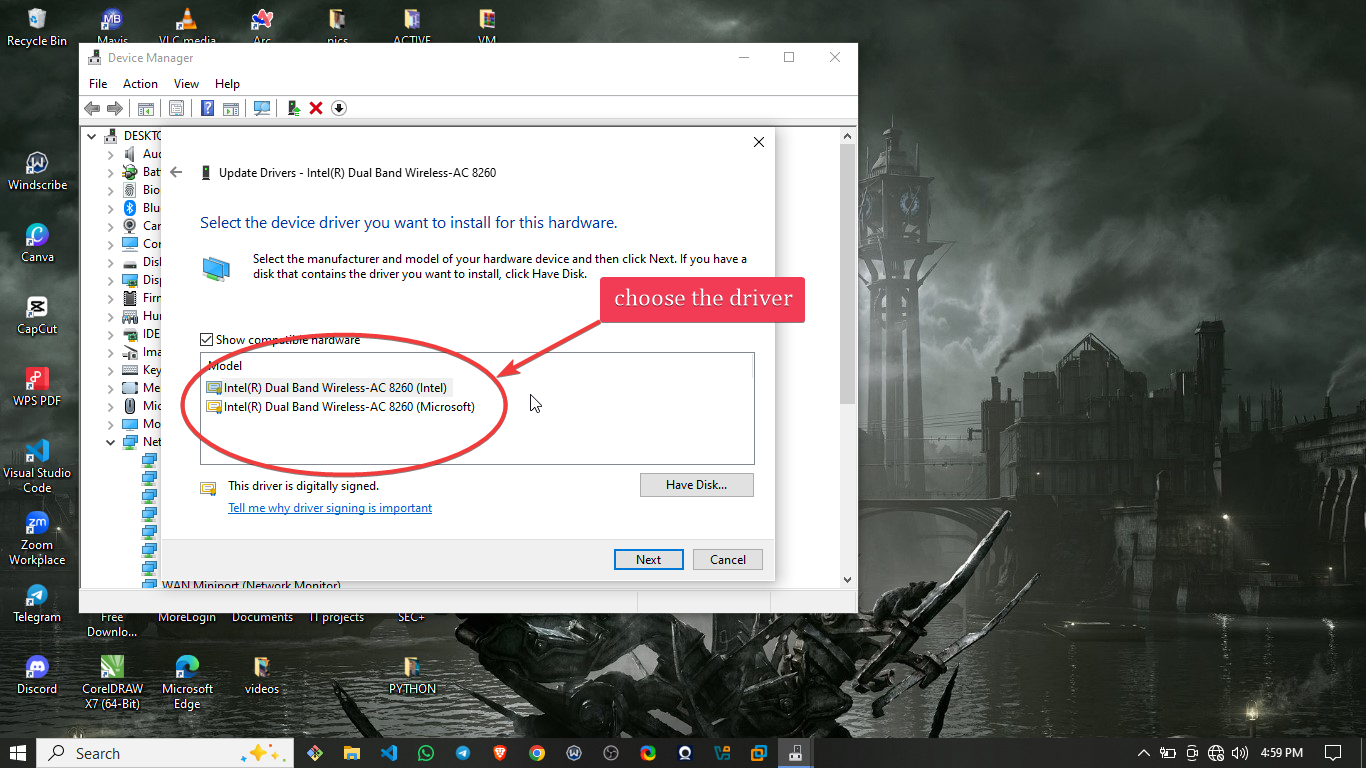 Recycle Bin
Mavis
VLC media
Arc
pics
ACTIVE
VM
Device Manager
File Action View Help
DESKTO
Aud
Batt
Bio
Blu
Can
Con
Disk
Disp
Firm
Hun
IDE
Ima
Key
Mic
Mo
Net
WAN Miniport (Network Monitor)
Update Drivers - Intel(R) Dual Band Wireless-AC 8260
Select the device driver you want to install for this hardware.
Select the manufacturer and model of your hardware device and then click Next. If you have a
disk that contains the driver you want to install, click Have Disk.
choose the driver
Show compatible hardware
Model
Intel(R) Dual Band Wireless-AC 8260 (Intel)
Intel(R) Dual Band Wireless-AC 8260 (Microsoft)
This driver is digitally signed.
Have Disk...
Tell me why driver signing is important
Next
Cancel
Windscribe
Canva
CapCut
WPS PDF
Visual Studio
Code
Zoom
Workplace
Telegram
Free
Downlo...
MoreLogin
Documents
IT projects
SEC+
Discord
CorelDRAW
X7 (64-Bit)
Microsoft
Edge
videos
PYTHON
Search
4:59 PM